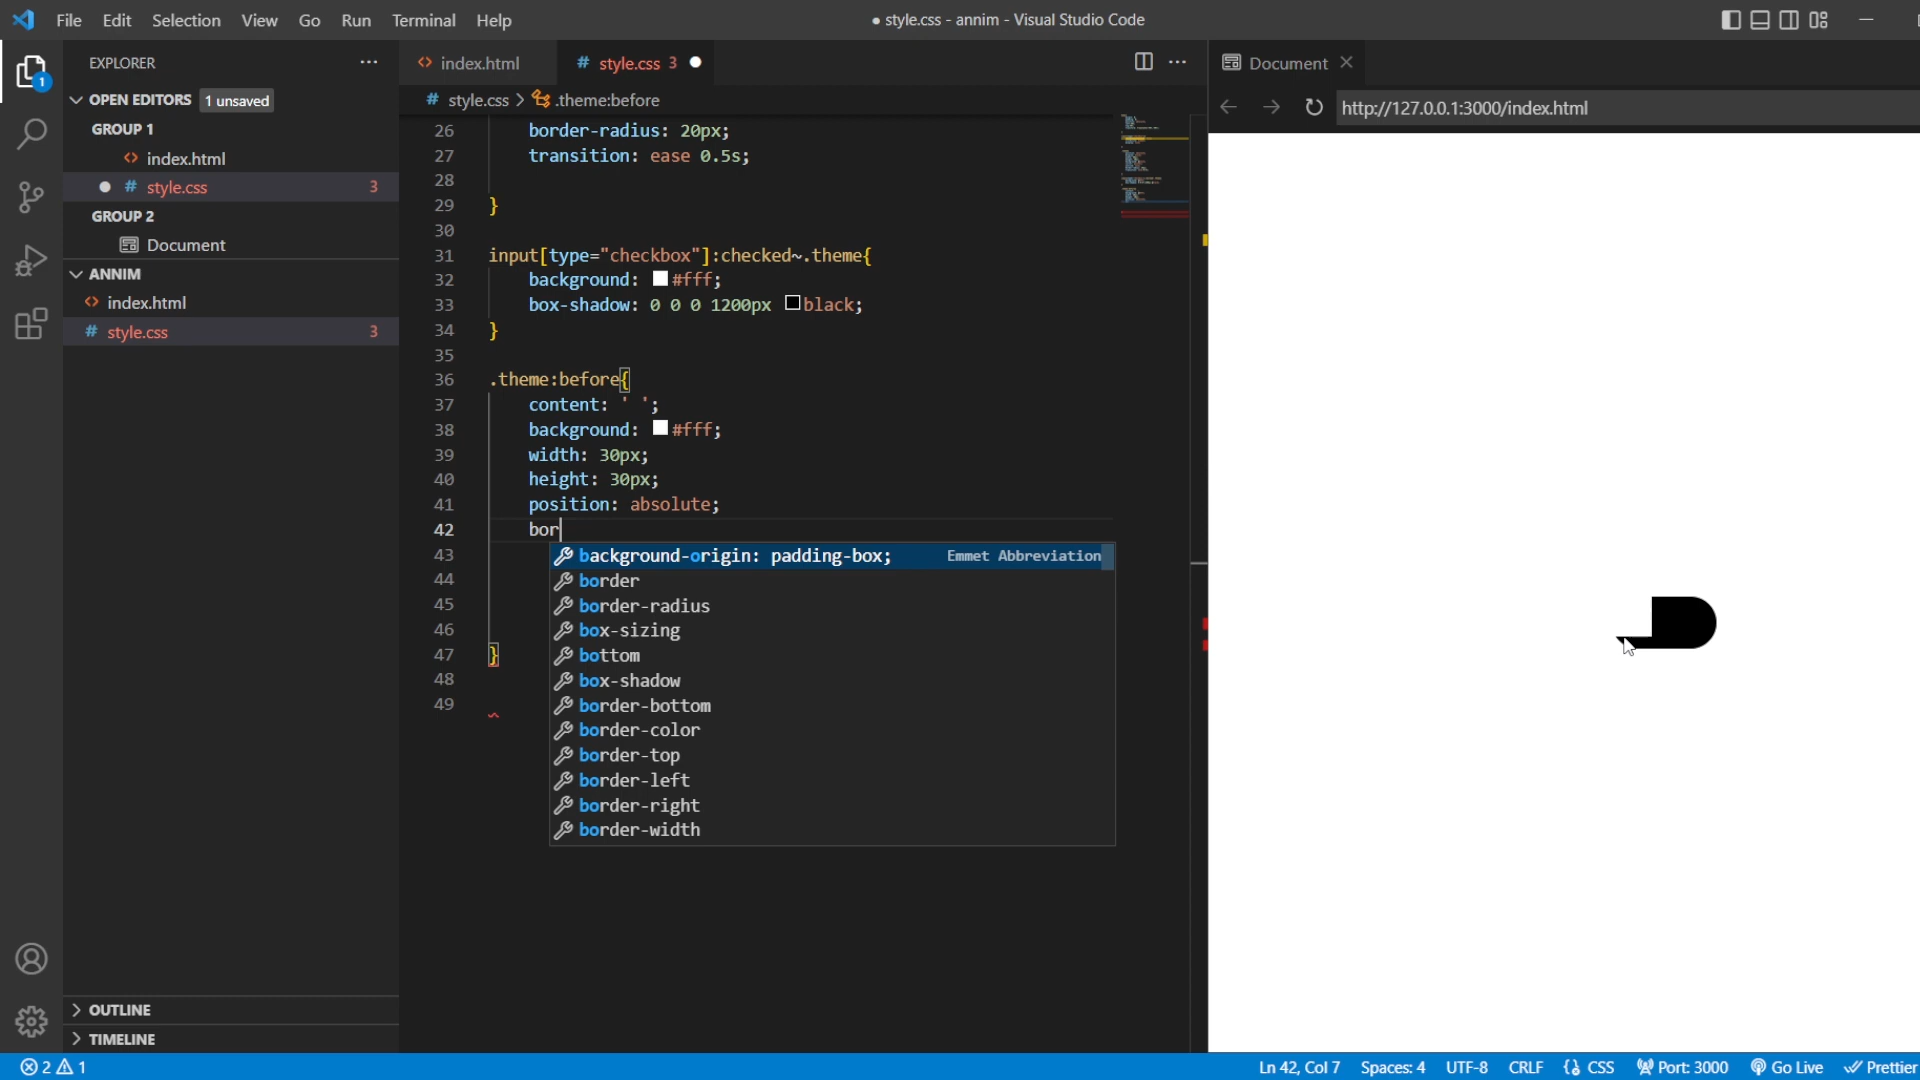 File Edit Selection View Go Run Terminal Help
● style.css - annim - Visual Studio Code
EXPLORER
OPEN EDITORS 1 unsaved
GROUP 1
index.html
# style.css 3
GROUP 2
Document
ANNIM
index.html
# style.css 3
OUTLINE
TIMELINE
index.html
# style.css 3
# style.css > .theme:before
26 border-radius: 20px;
27 transition: ease 0.5s;
28
29 }
30
31 input[type="checkbox"]:checked~.theme{
32 background: #fff;
33 box-shadow: 0 0 0 1200px black;
34 }
35
36 .theme:before{
37 content: ' ';
38 background: #fff;
39 width: 30px;
40 height: 30px;
41 position: absolute;
42 bor
43
44
45
46
47 }
48
49
background-origin: padding-box; Emmet Abbreviation
border
border-radius
box-sizing
bottom
box-shadow
border-bottom
border-color
border-top
border-left
border-right
border-width
Document
http://127.0.0.1:3000/index.html
1
2 1
Ln 42, Col 7 Spaces: 4 UTF-8 CRLF {} CSS Port: 3000 Go Live Prettier